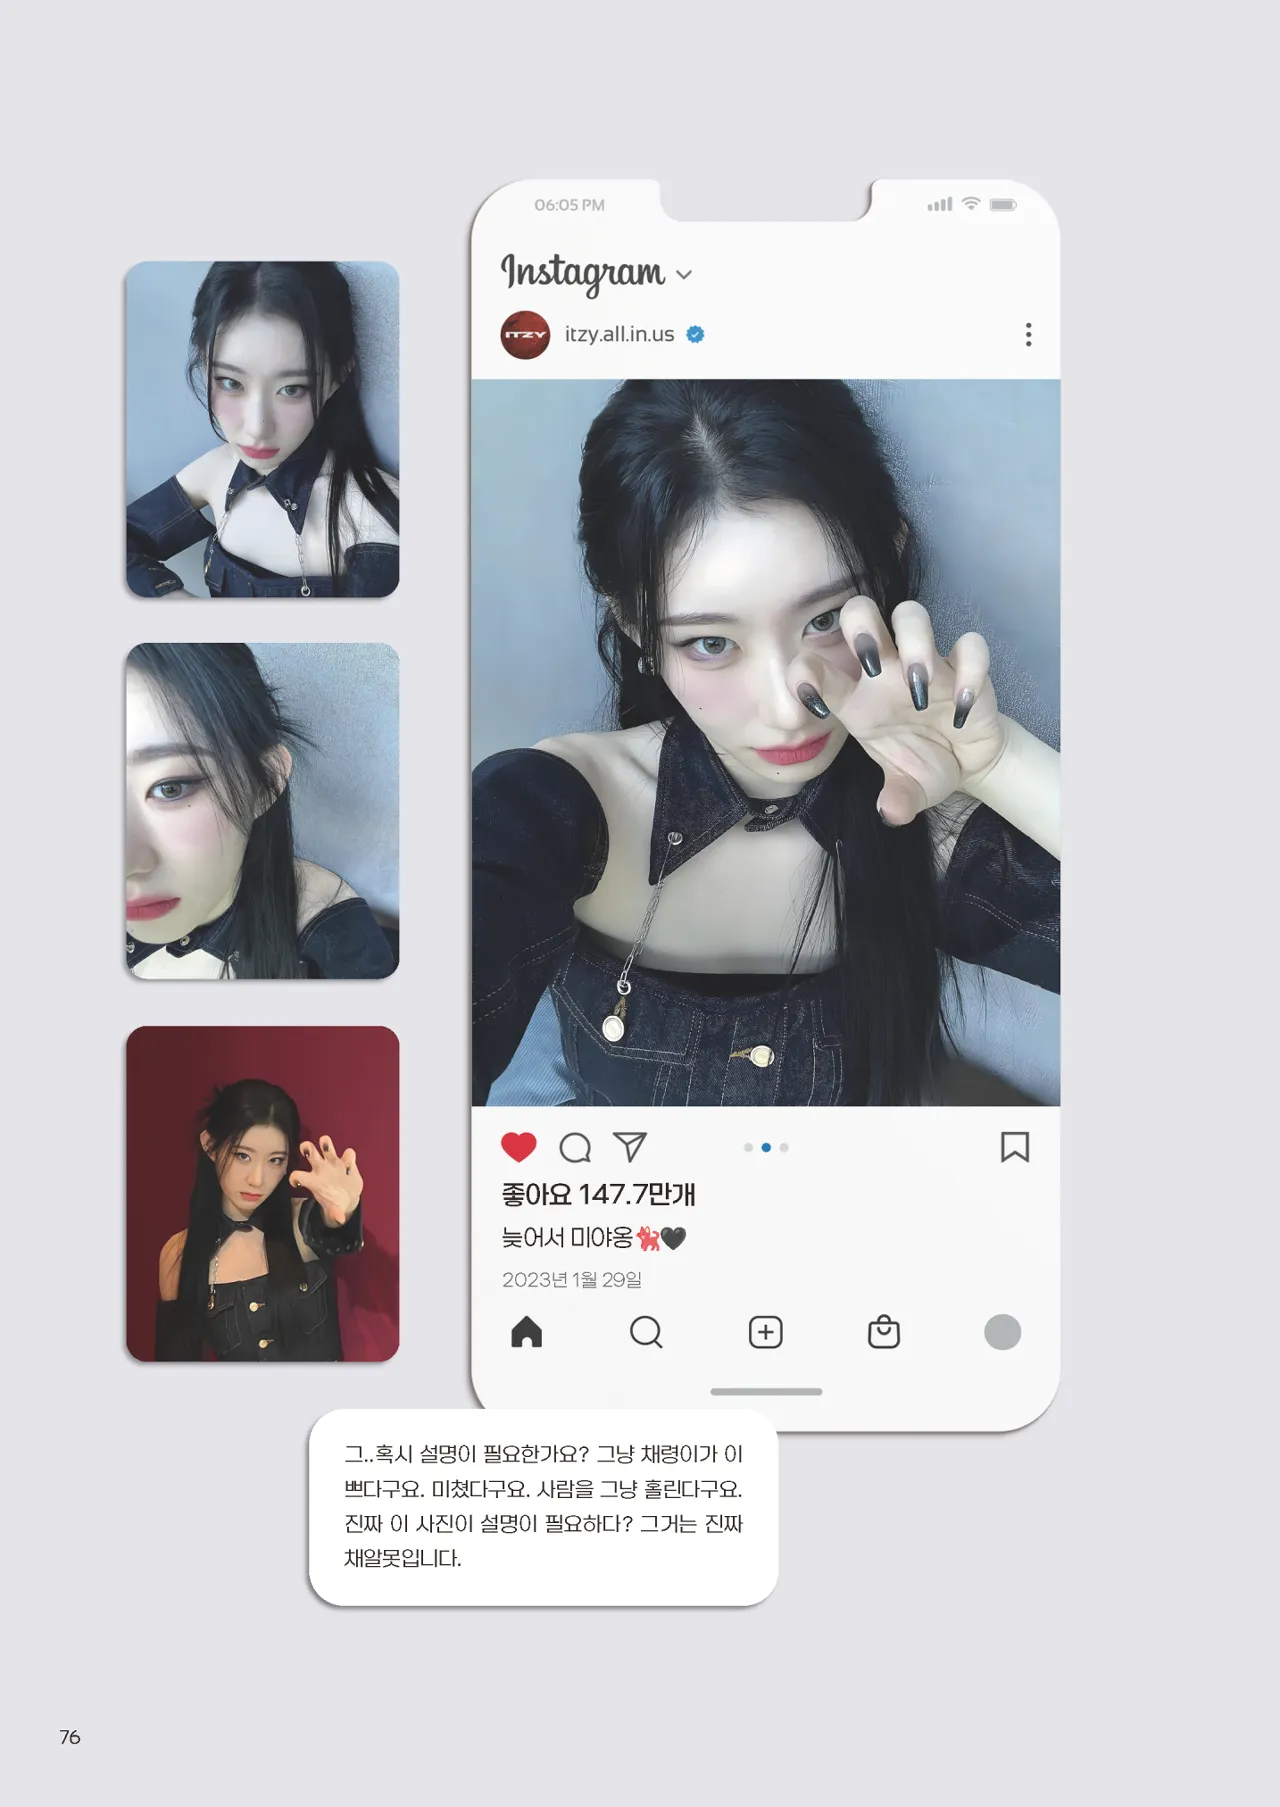 06:05 PM
Instagram
ITZY
itzy.all.in.us
좋아요 147.7만개
늦어서 미야옹🐈🖤
2023년 1월 29일
그..혹시 설명이 필요한가요? 그냥 채령이가 이
쁘다구요. 미쳤다구요. 사람을 그냥 홀린다구요.
진짜 이 사진이 설명이 필요하다? 그거는 진짜
채알못입니다.
76